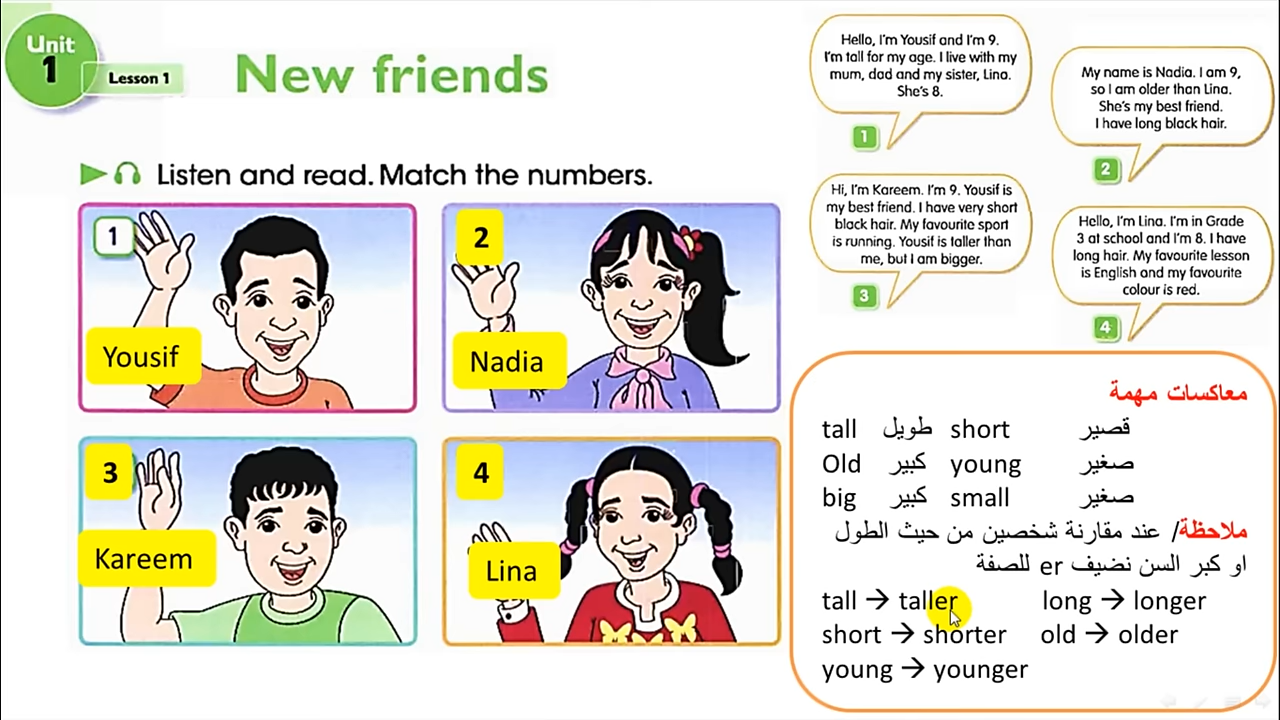 Unit
1
Lesson 1
New friends
Listen and read. Match the numbers.
1
Yousif
2
Nadia
3
Kareem
4
Lina
Hello, I'm Yousif and I'm 9.
I'm tall for my age. I live with my
mum, dad and my sister, Lina.
She's 8.
1
My name is Nadia. I am 9,
so I am older than Lina.
She's my best friend.
I have long black hair.
2
Hi, I'm Kareem. I'm 9. Yousif is
my best friend. I have very short
black hair. My favourite sport
is running. Yousif is taller than
me, but I am bigger.
3
Hello, I'm Lina. I'm in Grade
3 at school and I'm 8. I have
long hair. My favourite lesson
is English and my favourite
colour is red.
4
معاكسات مهمة
tall طويل short قصير
Old كبير young صغير
big كبير small صغير
ملاحظة/ عند مقارنة شخصين من حيث الطول
او كبر السن نضيف er للصفة
tall → taller long → longer
short → shorter old → older
young → younger